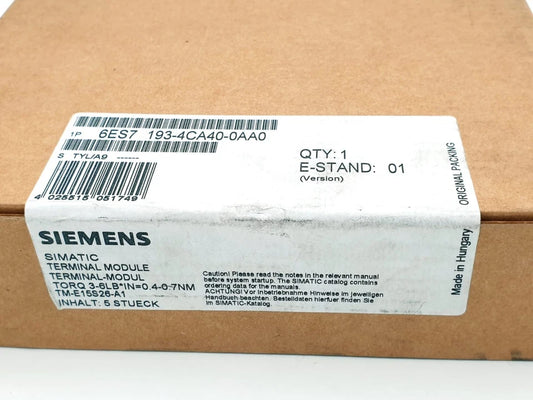 1P 6ES7 193-4CA40-0AA0
S TYL/A9 ------
QTY: 1
E-STAND: 01
(Version)
4 025515 051749
SIEMENS
SIMATIC
TERMINAL MODULE
TERMINAL-MODUL
TORQ 3-6LB*IN=0.4-0.7NM
TM-E15S26-A1
INHALT: 5 STUECK
Caution! Please read the notes in the relevant manual
before system startup. The SIMATIC catalog contains
ordering data for the manuals.
ACHTUNG! Vor Inbetriebnahme Hinweise im jeweiligen
Handbuch beachten. Bestelldaten hierfuer finden Sie
im SIMATIC-Katalog.
ORIGINAL PACKING
Made in Hungary